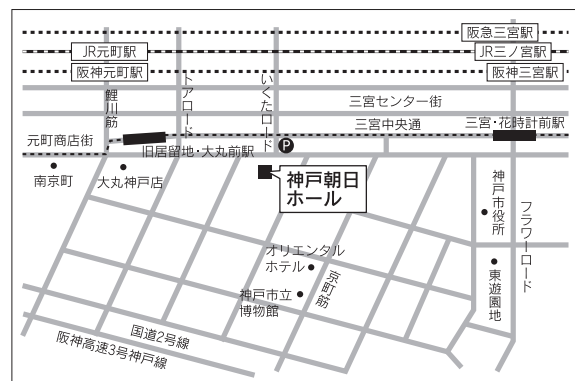 阪急三宮駅
JR元町駅
JR三ノ宮駅
阪神元町駅
阪神三宮駅
鯉川筋
トアロード
いくたロード
三宮センター街
元町商店街
三宮中央通
三宮・花時計前駅
旧居留地・大丸前駅
P
南京町
大丸神戸店
神戸朝日
ホール
神戸市役所
フラワーロード
オリエンタル
ホテル
京町筋
東遊園地
神戸市立
博物館
国道2号線
阪神高速3号神戸線